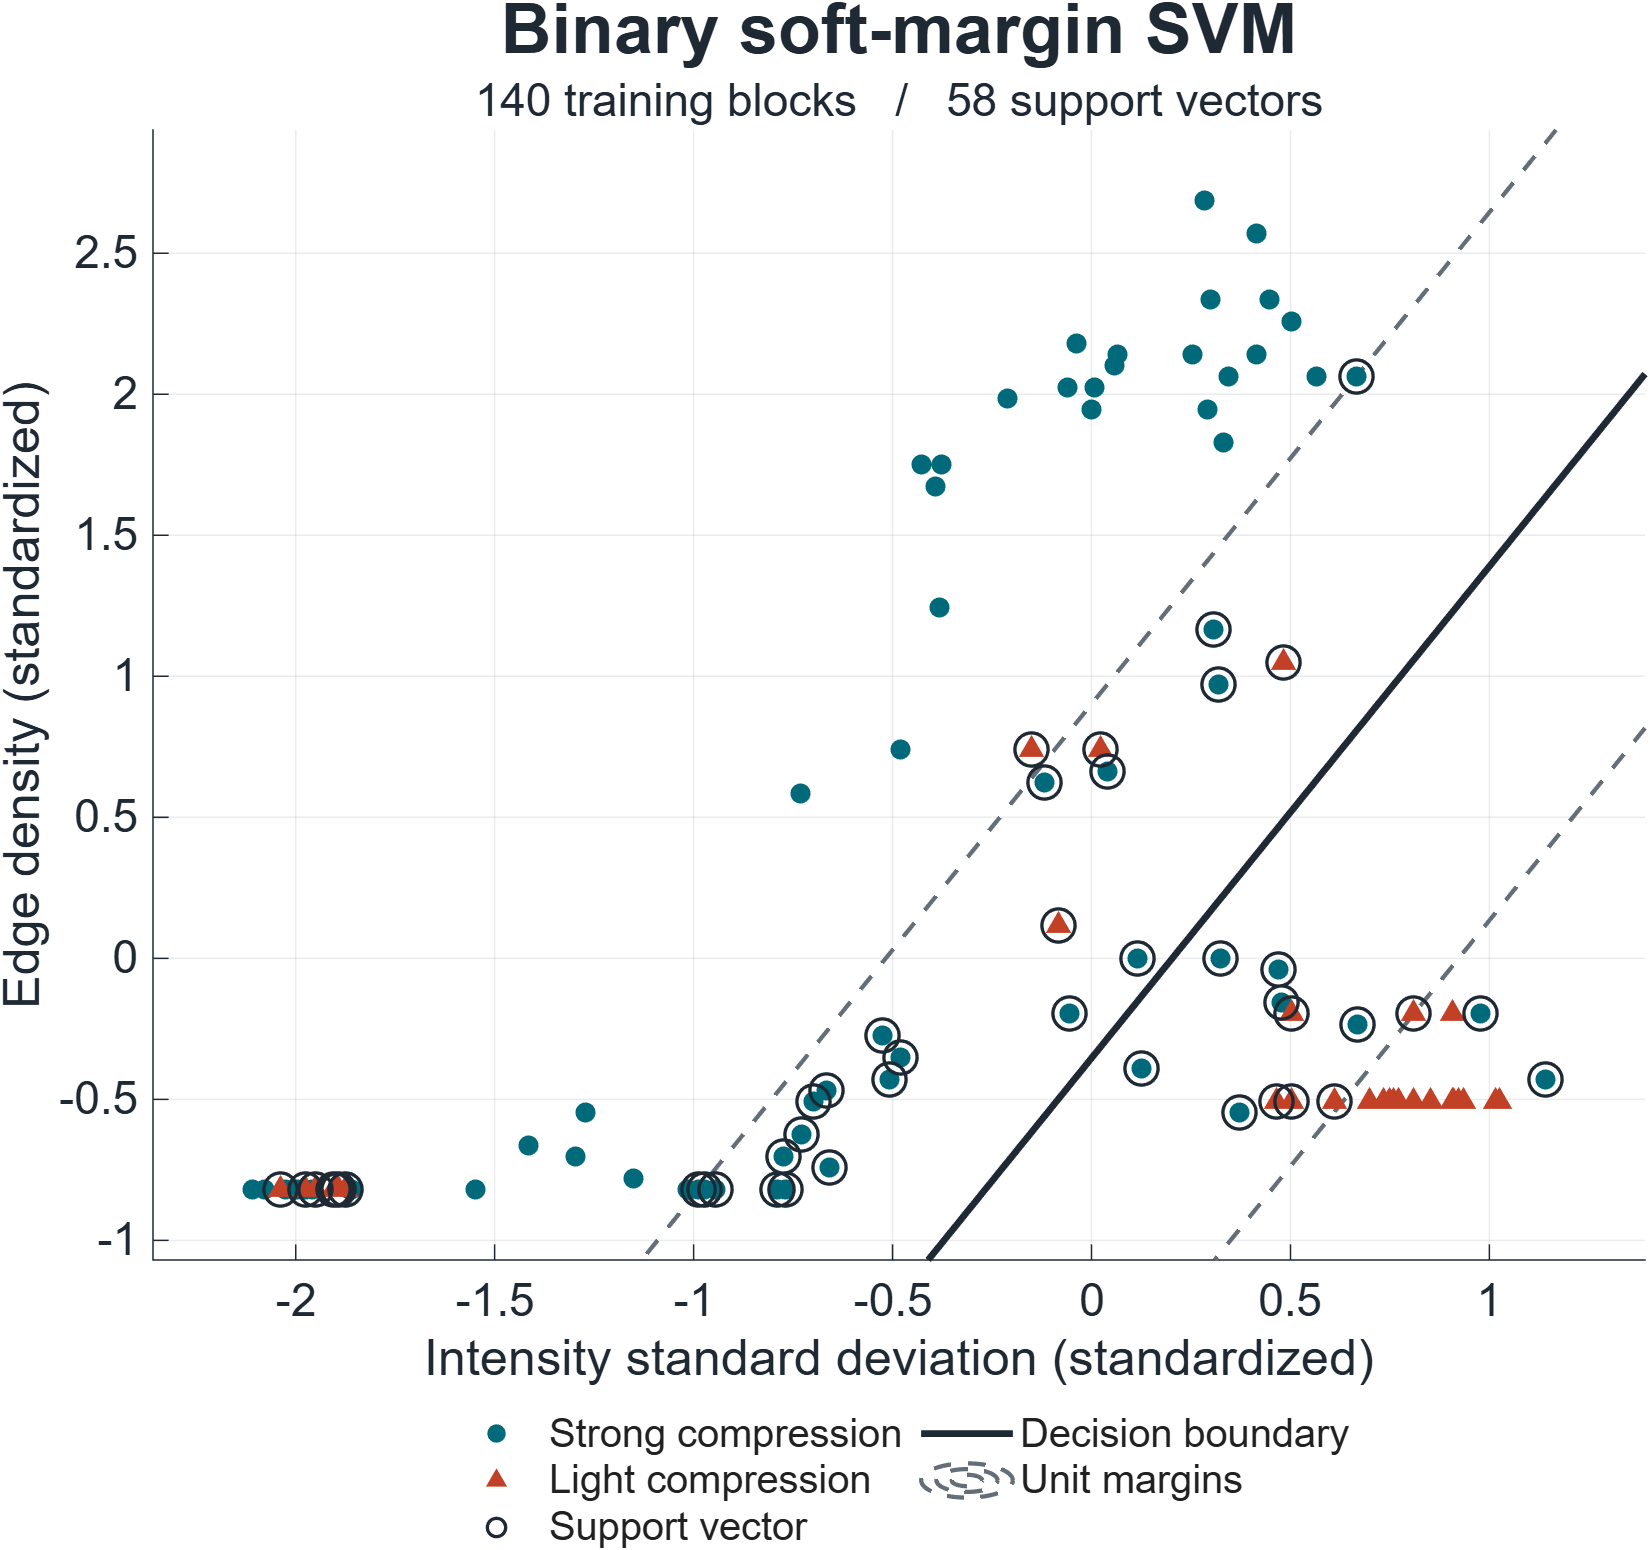 Binary soft-margin SVM
140 training blocks / 58 support vectors
Edge density (standardized)
2.5
2
1.5
1
0.5
0
-0.5
-1
-2
-1.5
-1
-0.5
0
0.5
1
Intensity standard deviation (standardized)
Strong compression
Decision boundary
Light compression
Unit margins
Support vector